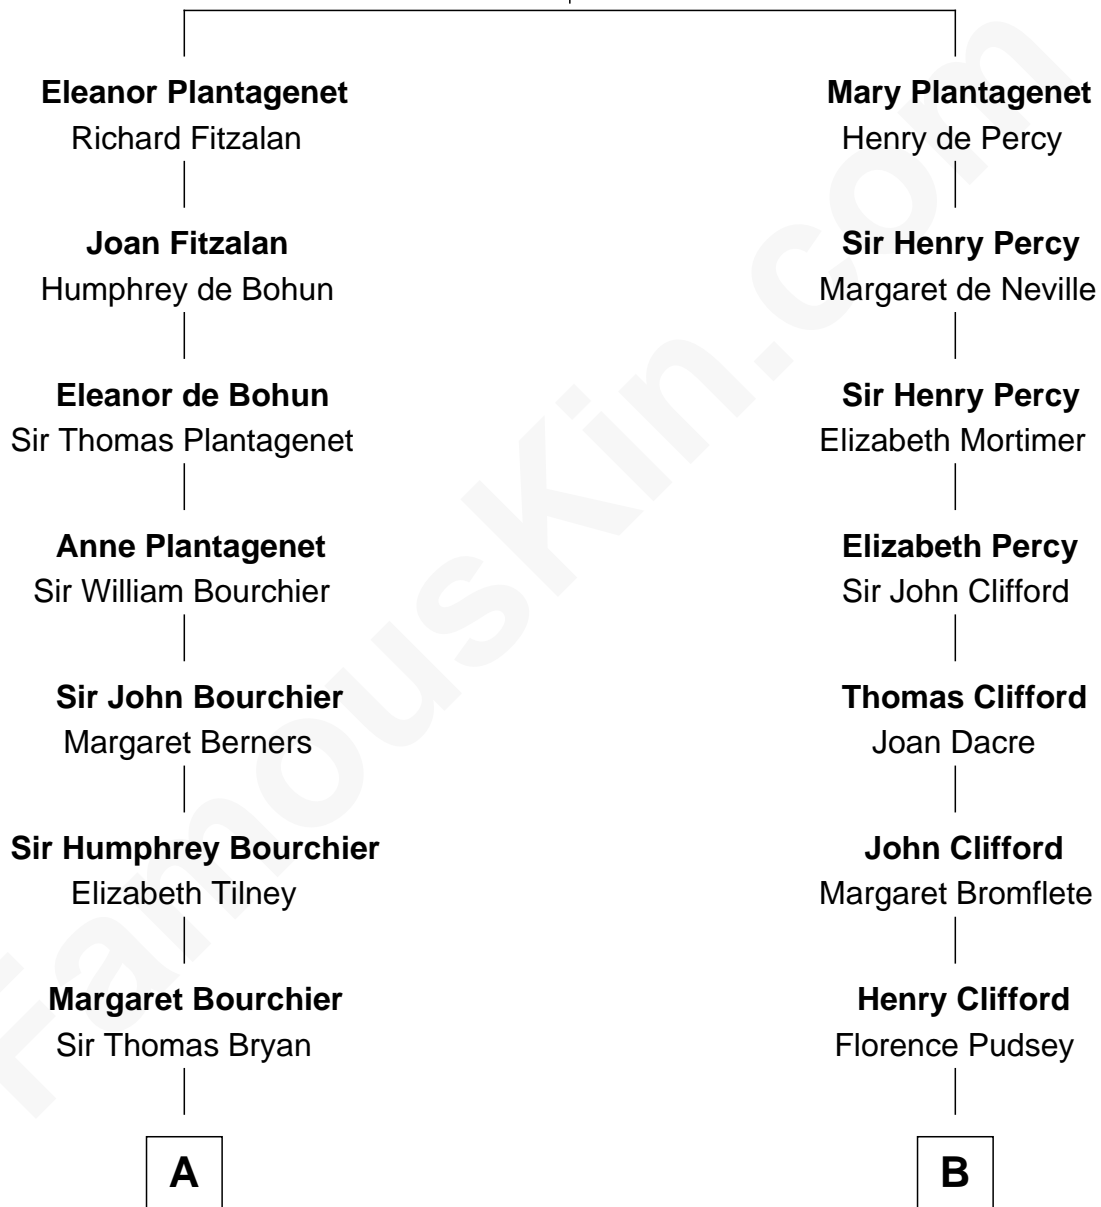 Eleanor Plantagenet
Richard Fitzalan
Joan Fitzalan
Humphrey de Bohun
Eleanor de Bohun
Sir Thomas Plantagenet
Anne Plantagenet
Sir William Bourchier
Sir John Bourchier
Margaret Berners
Sir Humphrey Bourchier
Elizabeth Tilney
Margaret Bourchier
Sir Thomas Bryan
A
Mary Plantagenet
Henry de Percy
Sir Henry Percy
Margaret de Neville
Sir Henry Percy
Elizabeth Mortimer
Elizabeth Percy
Sir John Clifford
Thomas Clifford
Joan Dacre
John Clifford
Margaret Bromflete
Henry Clifford
Florence Pudsey
B
FamousKin.com